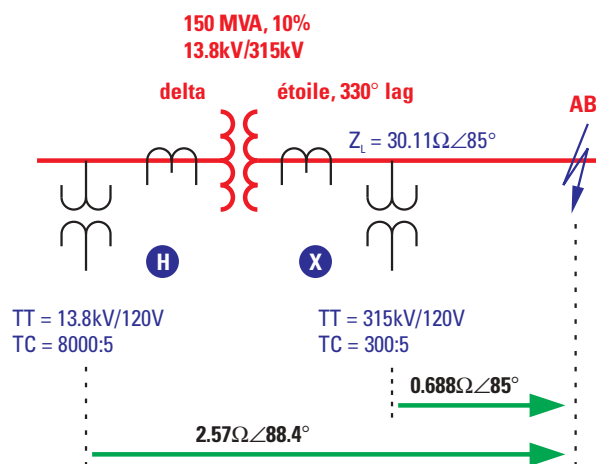 150 MVA, 10%
13.8kV/315kV
delta
étoile, 330° lag
AB
Z_L = 30.11Ω∠85°
H
X
TT = 13.8kV/120V
TC = 8000:5
TT = 315kV/120V
TC = 300:5
0.688Ω∠85°
2.57Ω∠88.4°